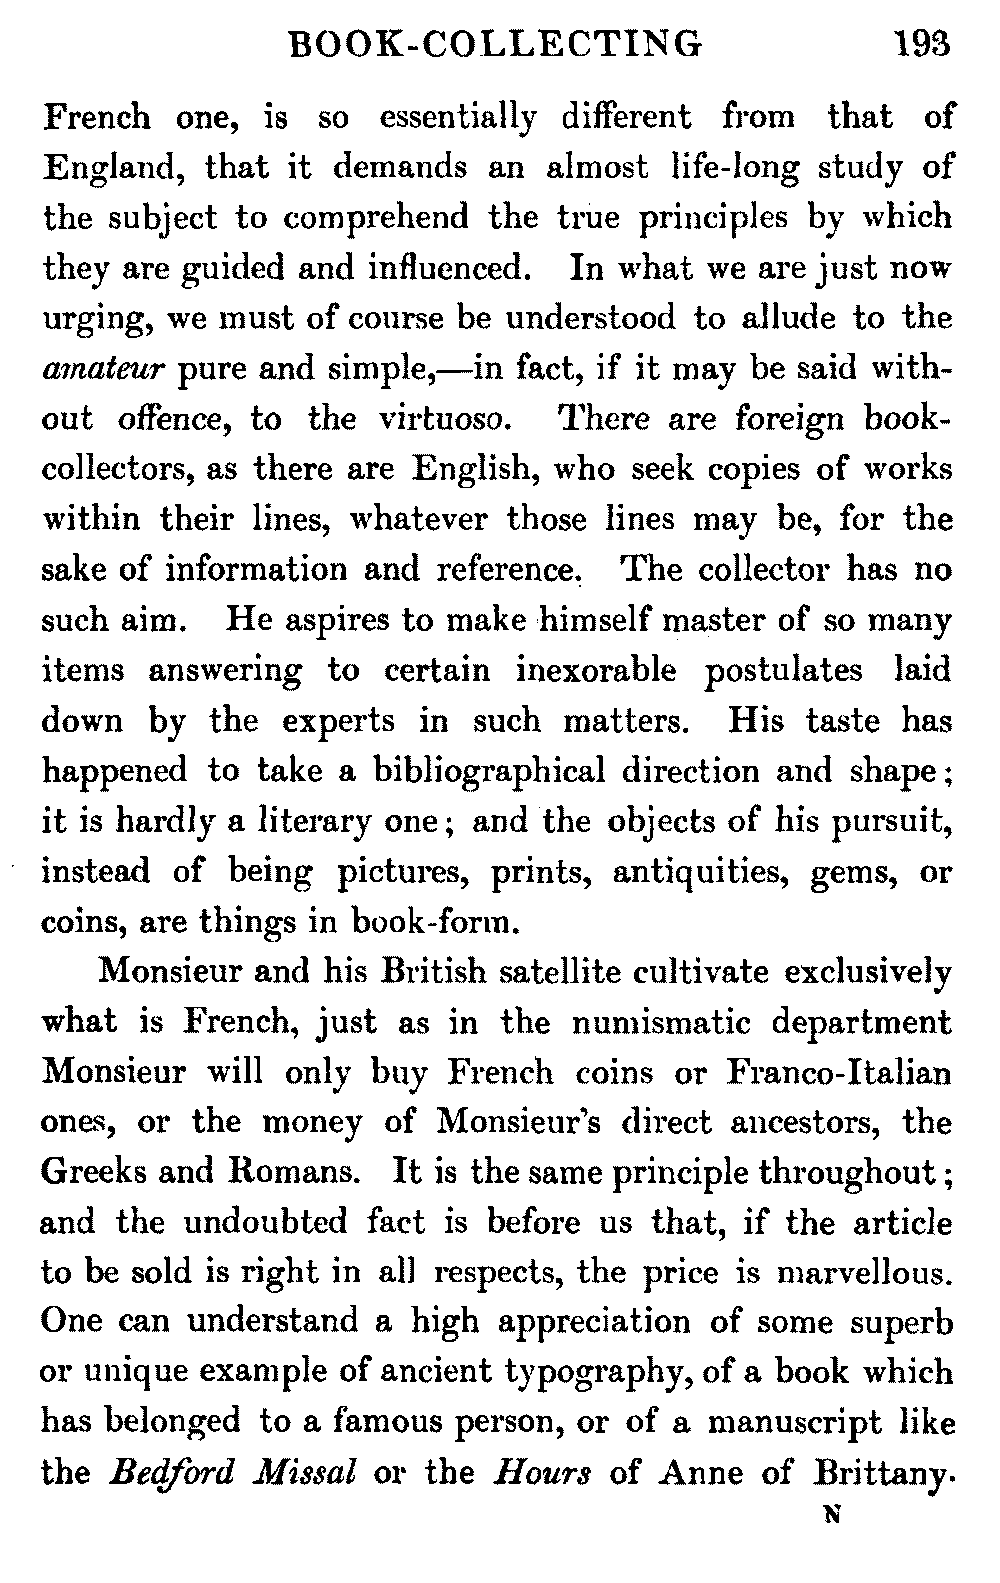 BOOK-COLLECTING 193
French one, is so essentially different from that of
England, that it demands an almost life-long study of
the subject to comprehend the true principles by which
they are guided and influenced. In what we are just now
urging, we must of course be understood to allude to the
amateur pure and simple,—in fact, if it may be said with-
out offence, to the virtuoso. There are foreign book-
collectors, as there are English, who seek copies of works
within their lines, whatever those lines may be, for the
sake of information and reference. The collector has no
such aim. He aspires to make himself master of so many
items answering to certain inexorable postulates laid
down by the experts in such matters. His taste has
happened to take a bibliographical direction and shape;
it is hardly a literary one; and the objects of his pursuit,
instead of being pictures, prints, antiquities, gems, or
coins, are things in book-form.
Monsieur and his British satellite cultivate exclusively
what is French, just as in the numismatic department
Monsieur will only buy French coins or Franco-Italian
ones, or the money of Monsieur's direct ancestors, the
Greeks and Romans. It is the same principle throughout;
and the undoubted fact is before us that, if the article
to be sold is right in all respects, the price is marvellous.
One can understand a high appreciation of some superb
or unique example of ancient typography, of a book which
has belonged to a famous person, or of a manuscript like
the Bedford Missal or the Hours of Anne of Brittany.
N